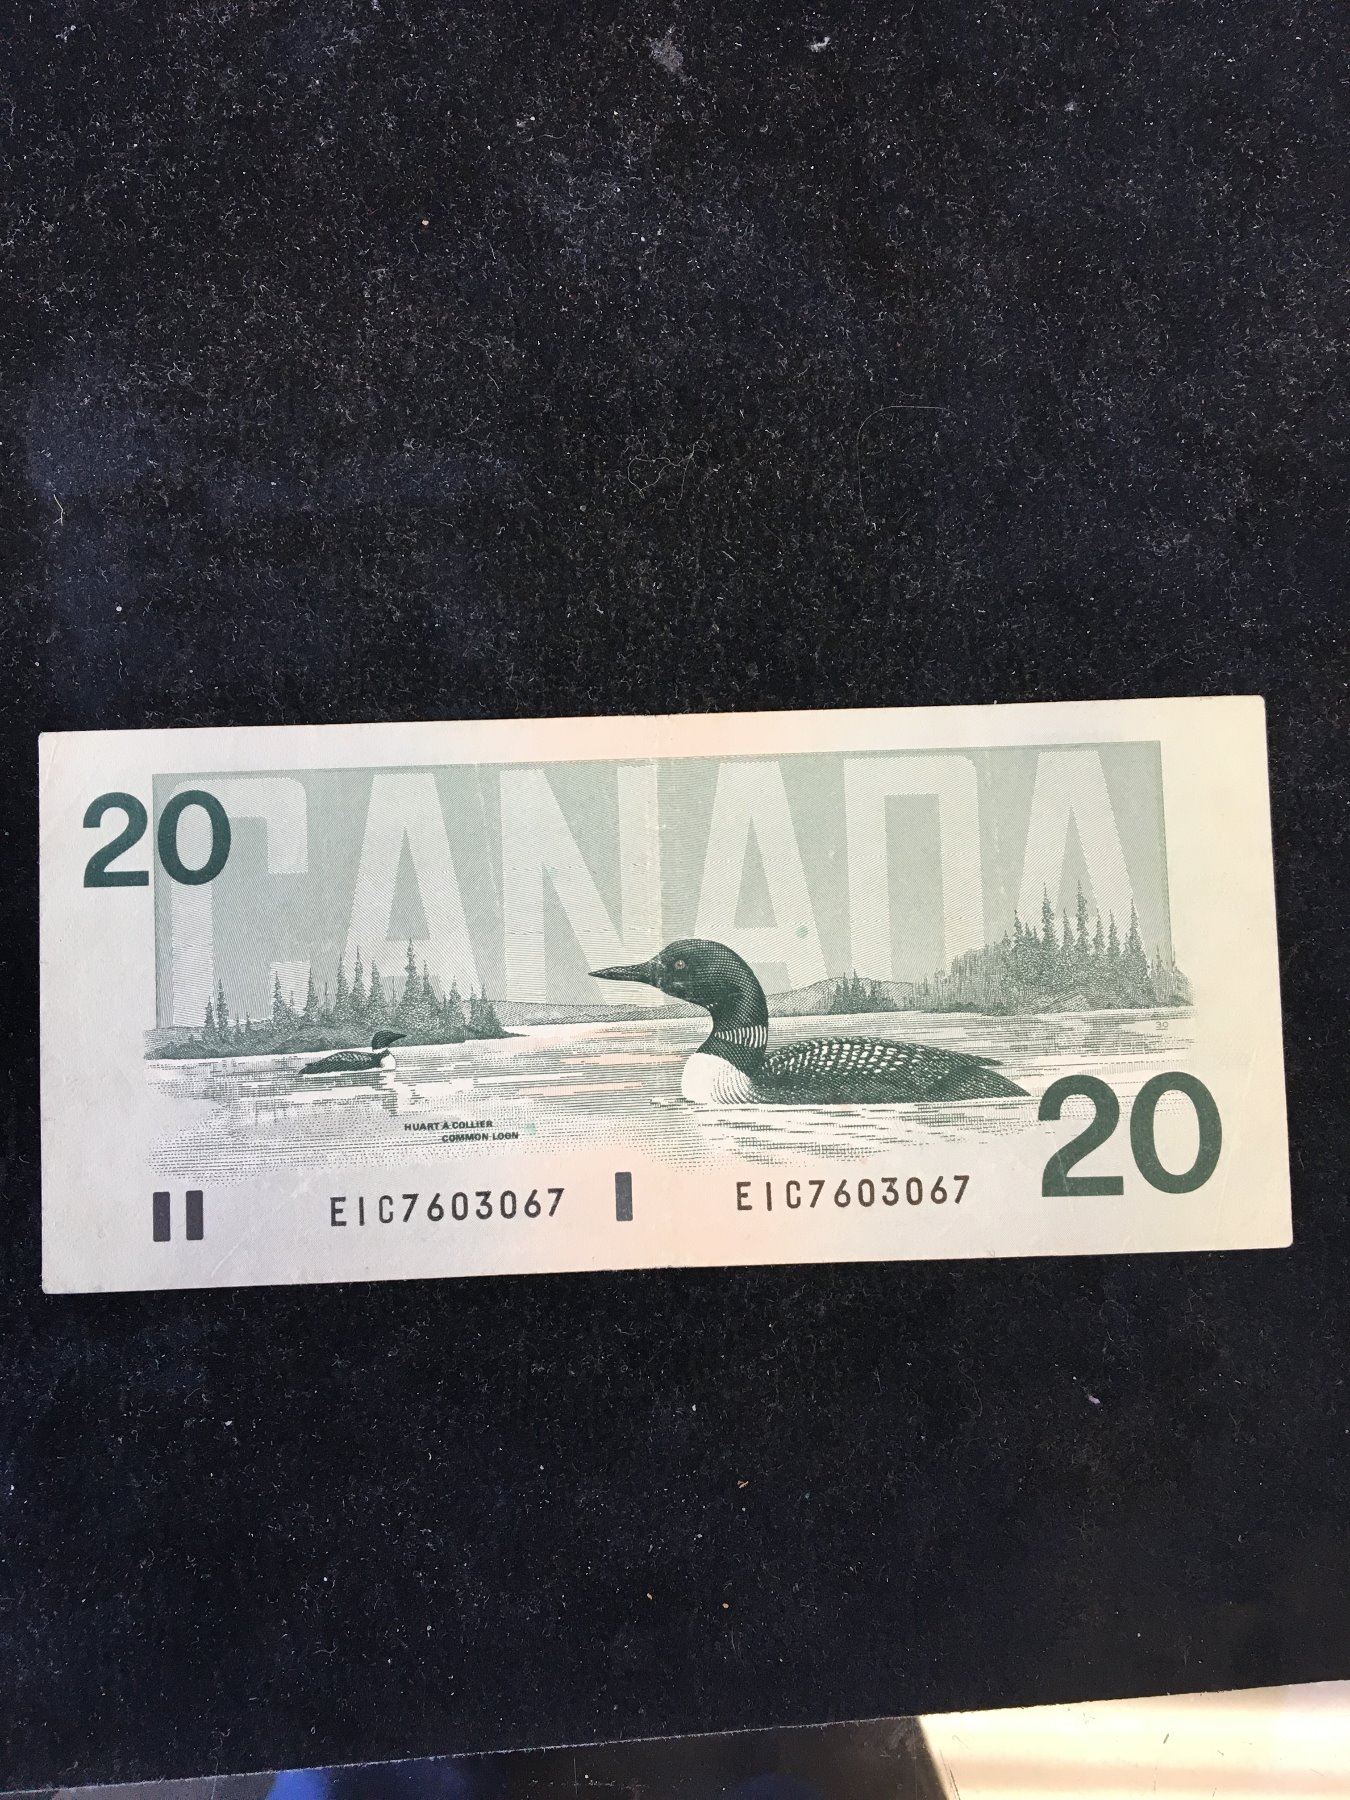 20
CANADA
HUART À COLLIER
COMMON LOON
20
EIC7603067
EIC7603067